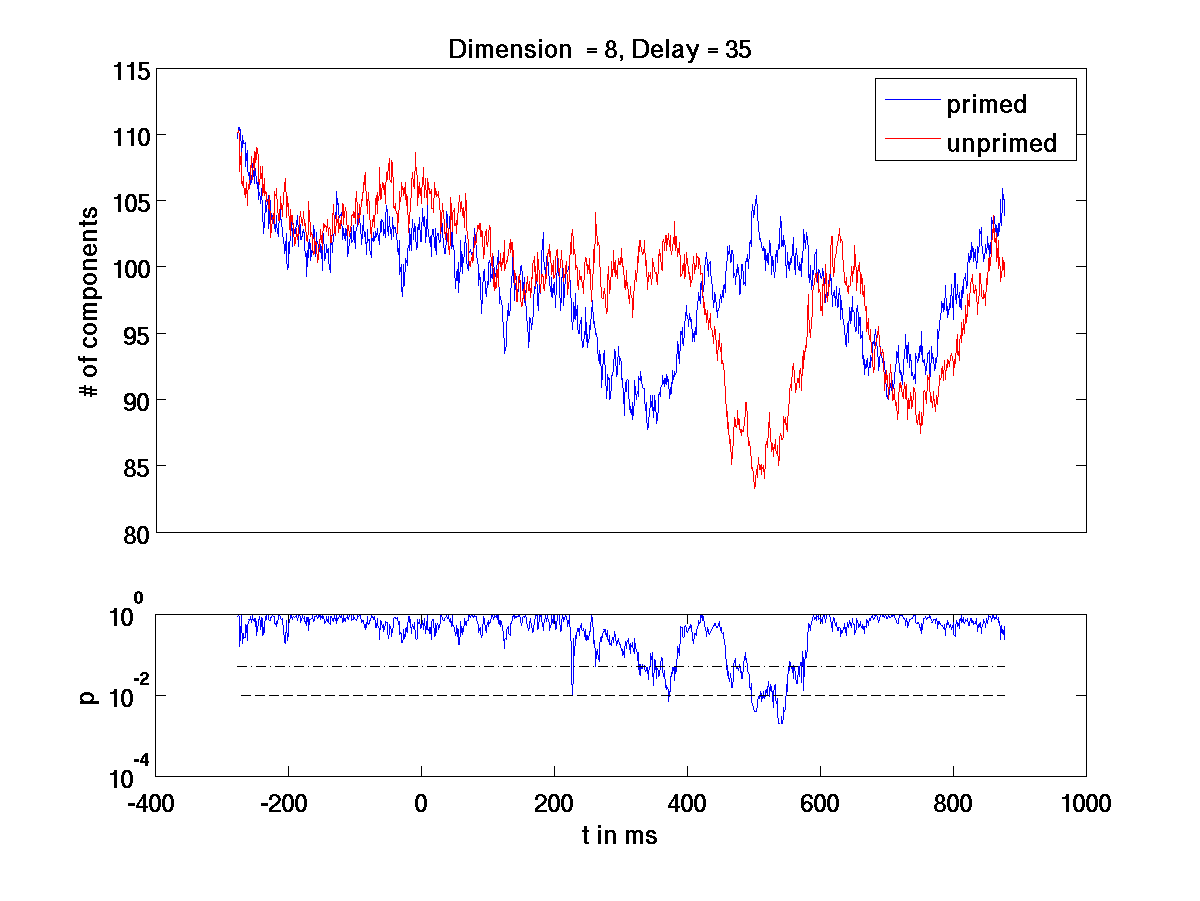 Dimension = 8, Delay = 35
115
110
105
100
95
90
85
80
# of components
primed
unprimed
10^0
10^-2
10^-4
p
-400 -200 0 200 400 600 800 1000
t in ms